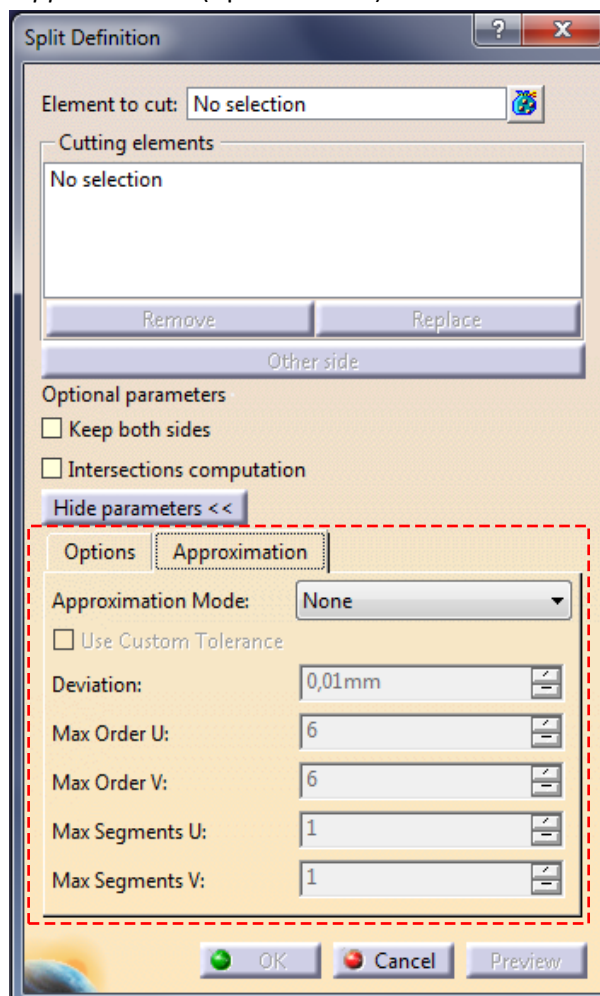 Split Definition
?
X
Element to cut: No selection
Cutting elements
No selection
Remove Replace
Other side
Optional parameters
Keep both sides
Intersections computation
Hide parameters <<
Options Approximation
Approximation Mode: None
Use Custom Tolerance
Deviation: 0,01mm
Max Order U: 6
Max Order V: 6
Max Segments U: 1
Max Segments V: 1
OK Cancel Preview